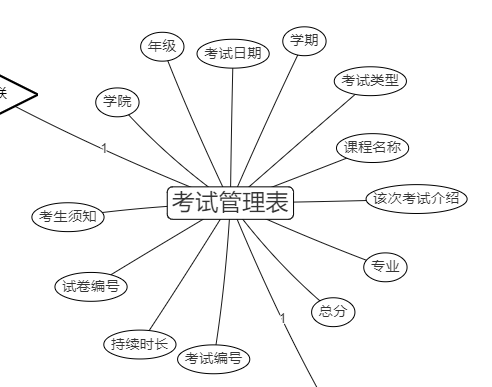 学期
年级
考试日期
考试类型
联
学院
1
课程名称
考试管理表
该次考试介绍
考生须知
专业
试卷编号
总分
1
持续时长
考试编号